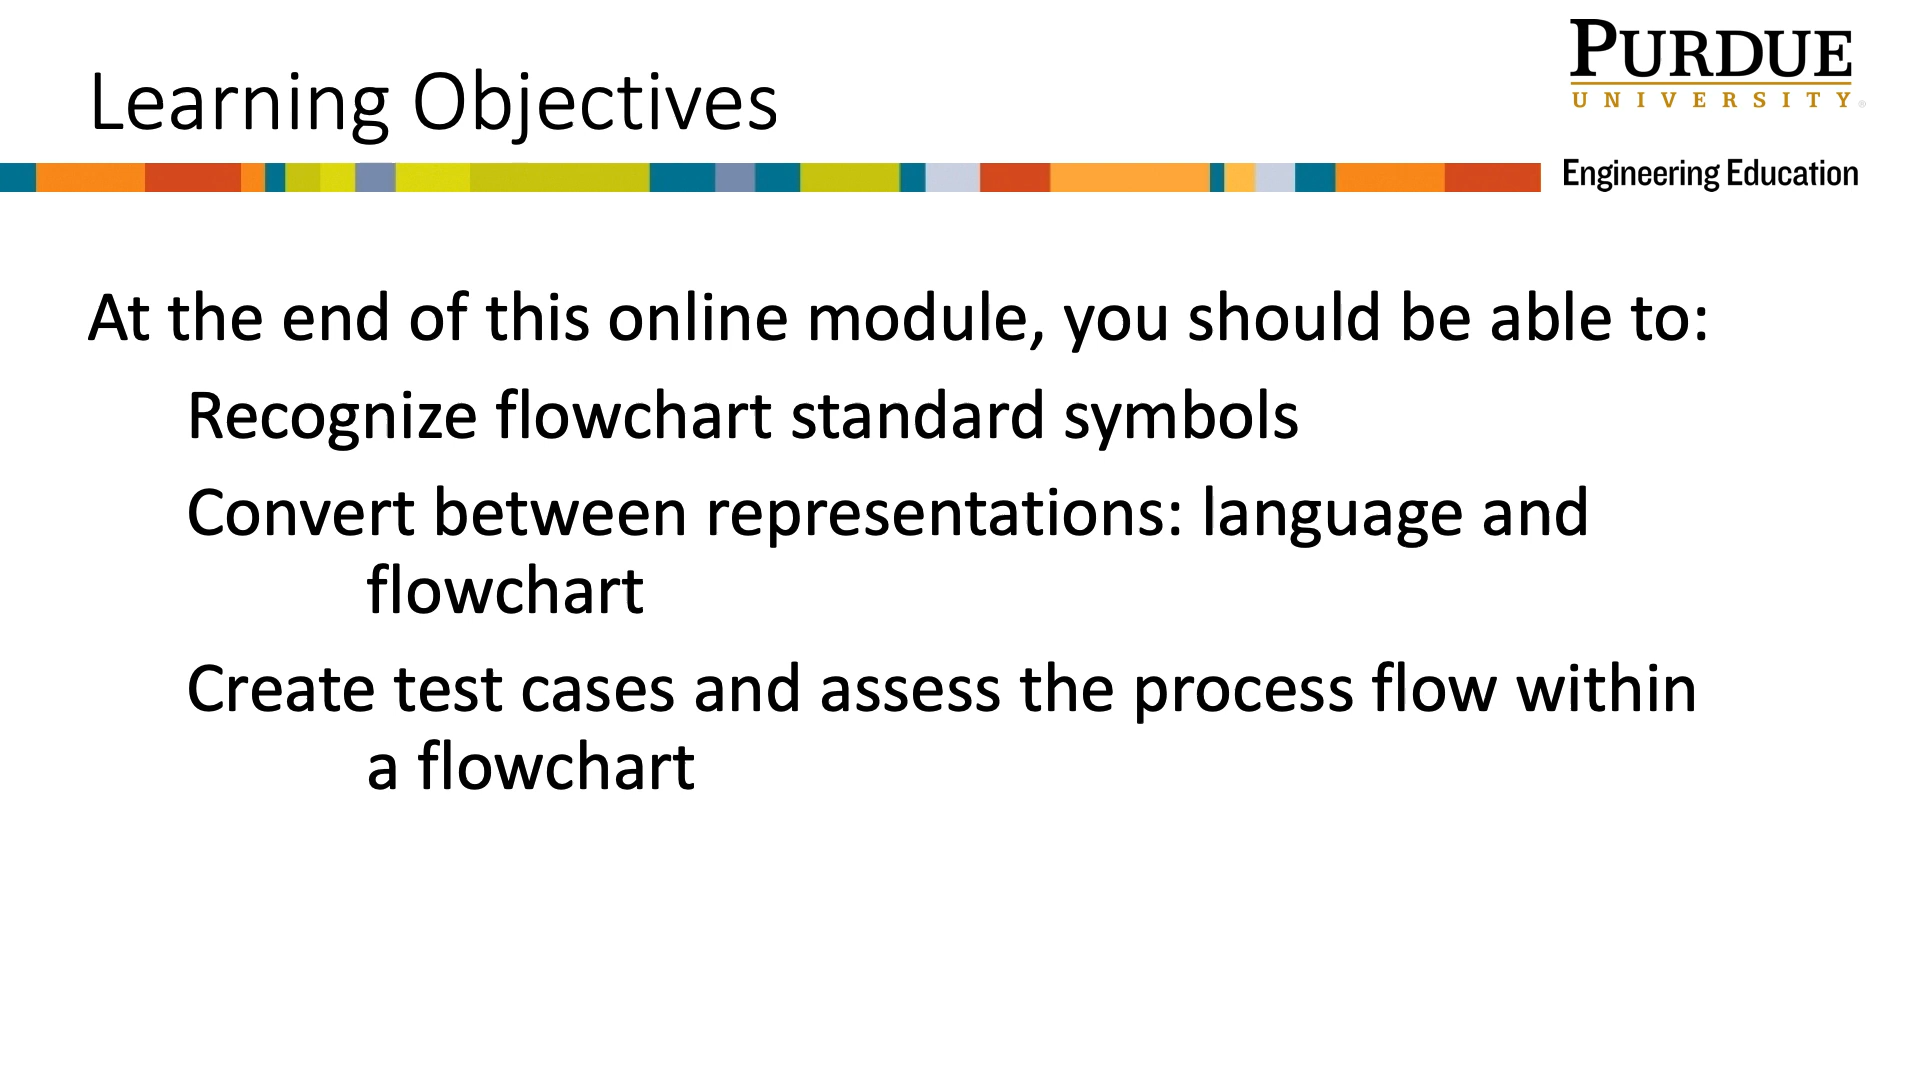 Learning Objectives
PURDUE
UNIVERSITY®
Engineering Education
At the end of this online module, you should be able to:
Recognize flowchart standard symbols
Convert between representations: language and
flowchart
Create test cases and assess the process flow within
a flowchart